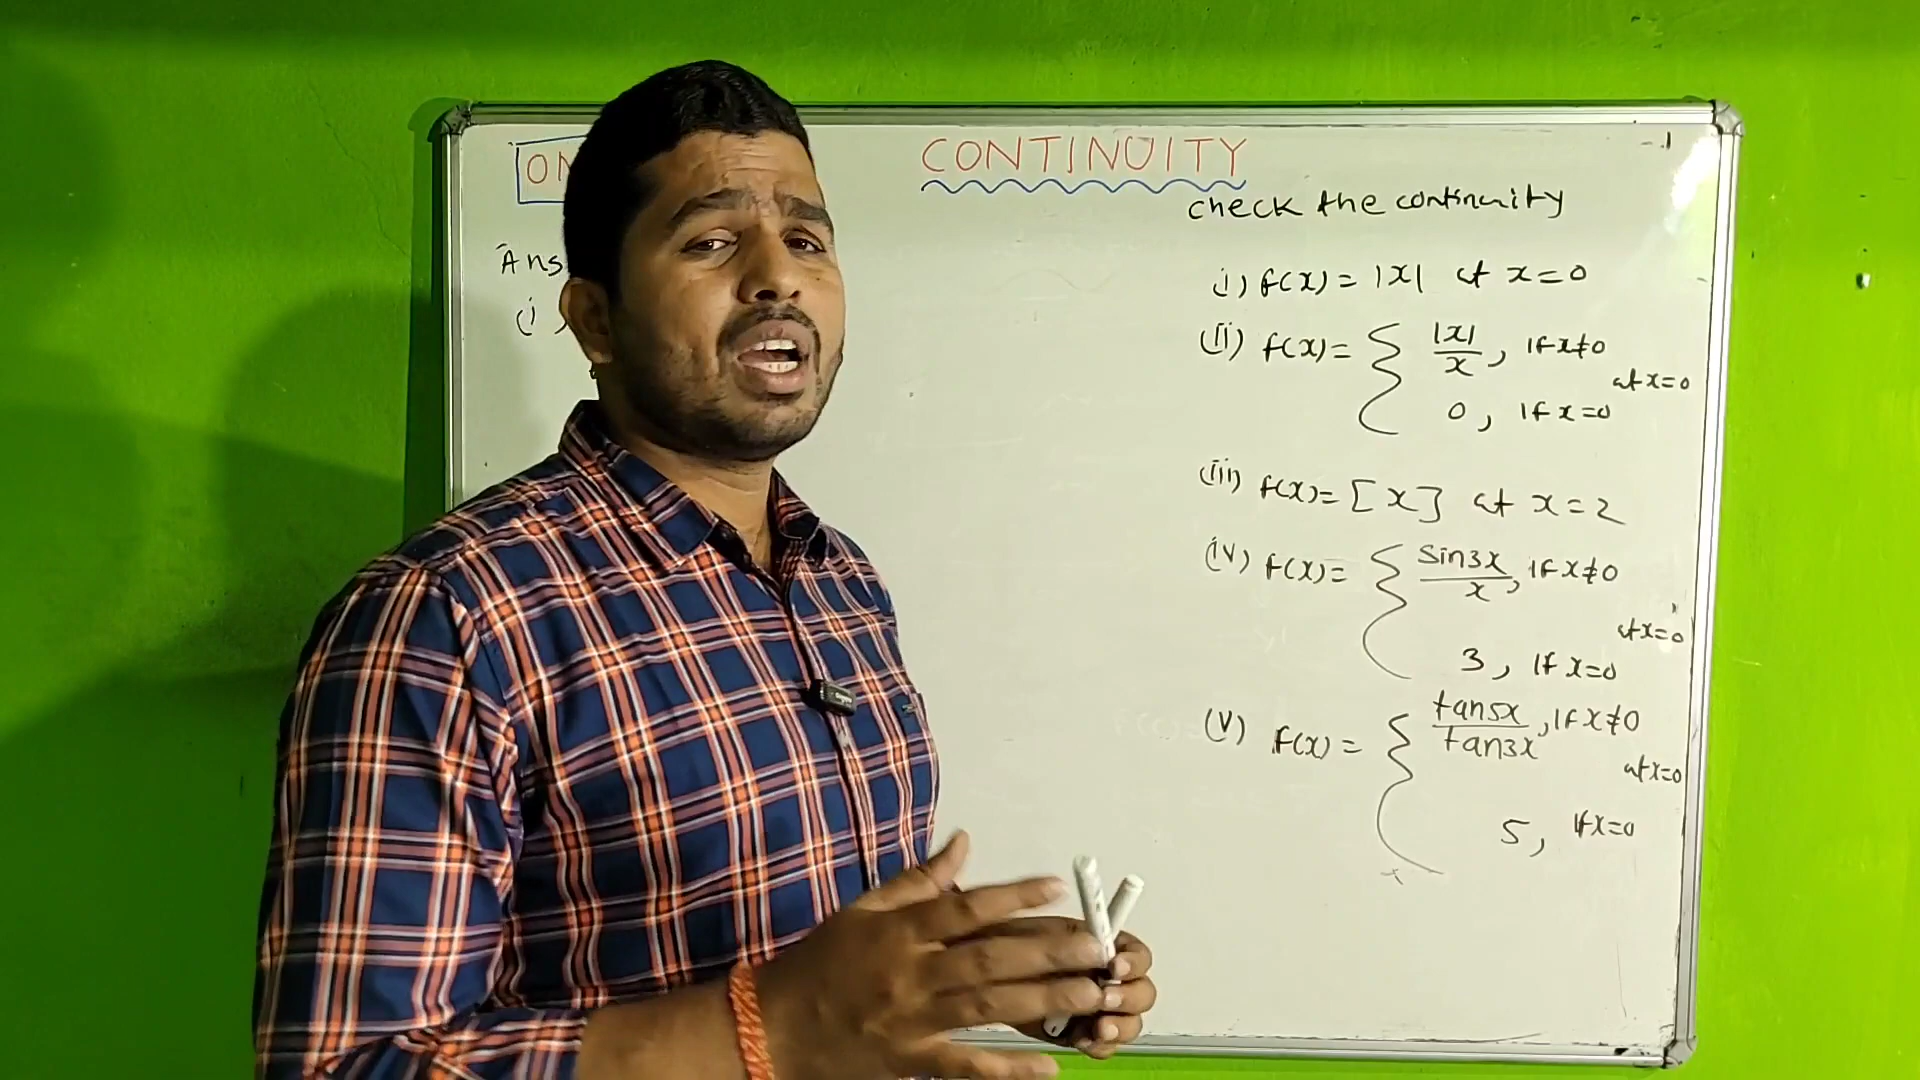 CONTINUITY
check the continuity
Ans
(i)
(i) f(x) = |x| at x = 0
(ii) f(x) = { |x|/x, if x≠0
at x=0
0, if x=0
(iii) f(x) = [x] at x = 2
(iv) f(x) = { sin3x/x, if x≠0
at x=0
3, if x=0
(v) f(x) = { tan5x/tan3x, if x≠0
at x=0
5, if x=0